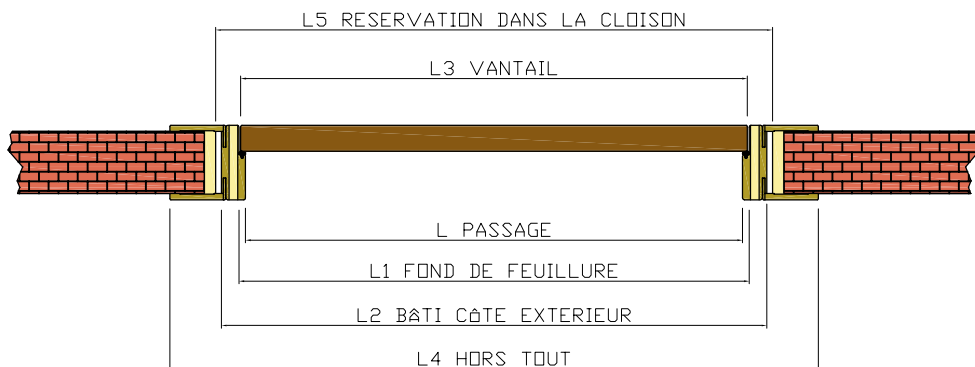 L5 RESERVATION DANS LA CLOISON
L3 VANTAIL
L PASSAGE
L1 FOND DE FEUILLURE
L2 BÂTI CÔTE EXTERIEUR
L4 HORS TOUT